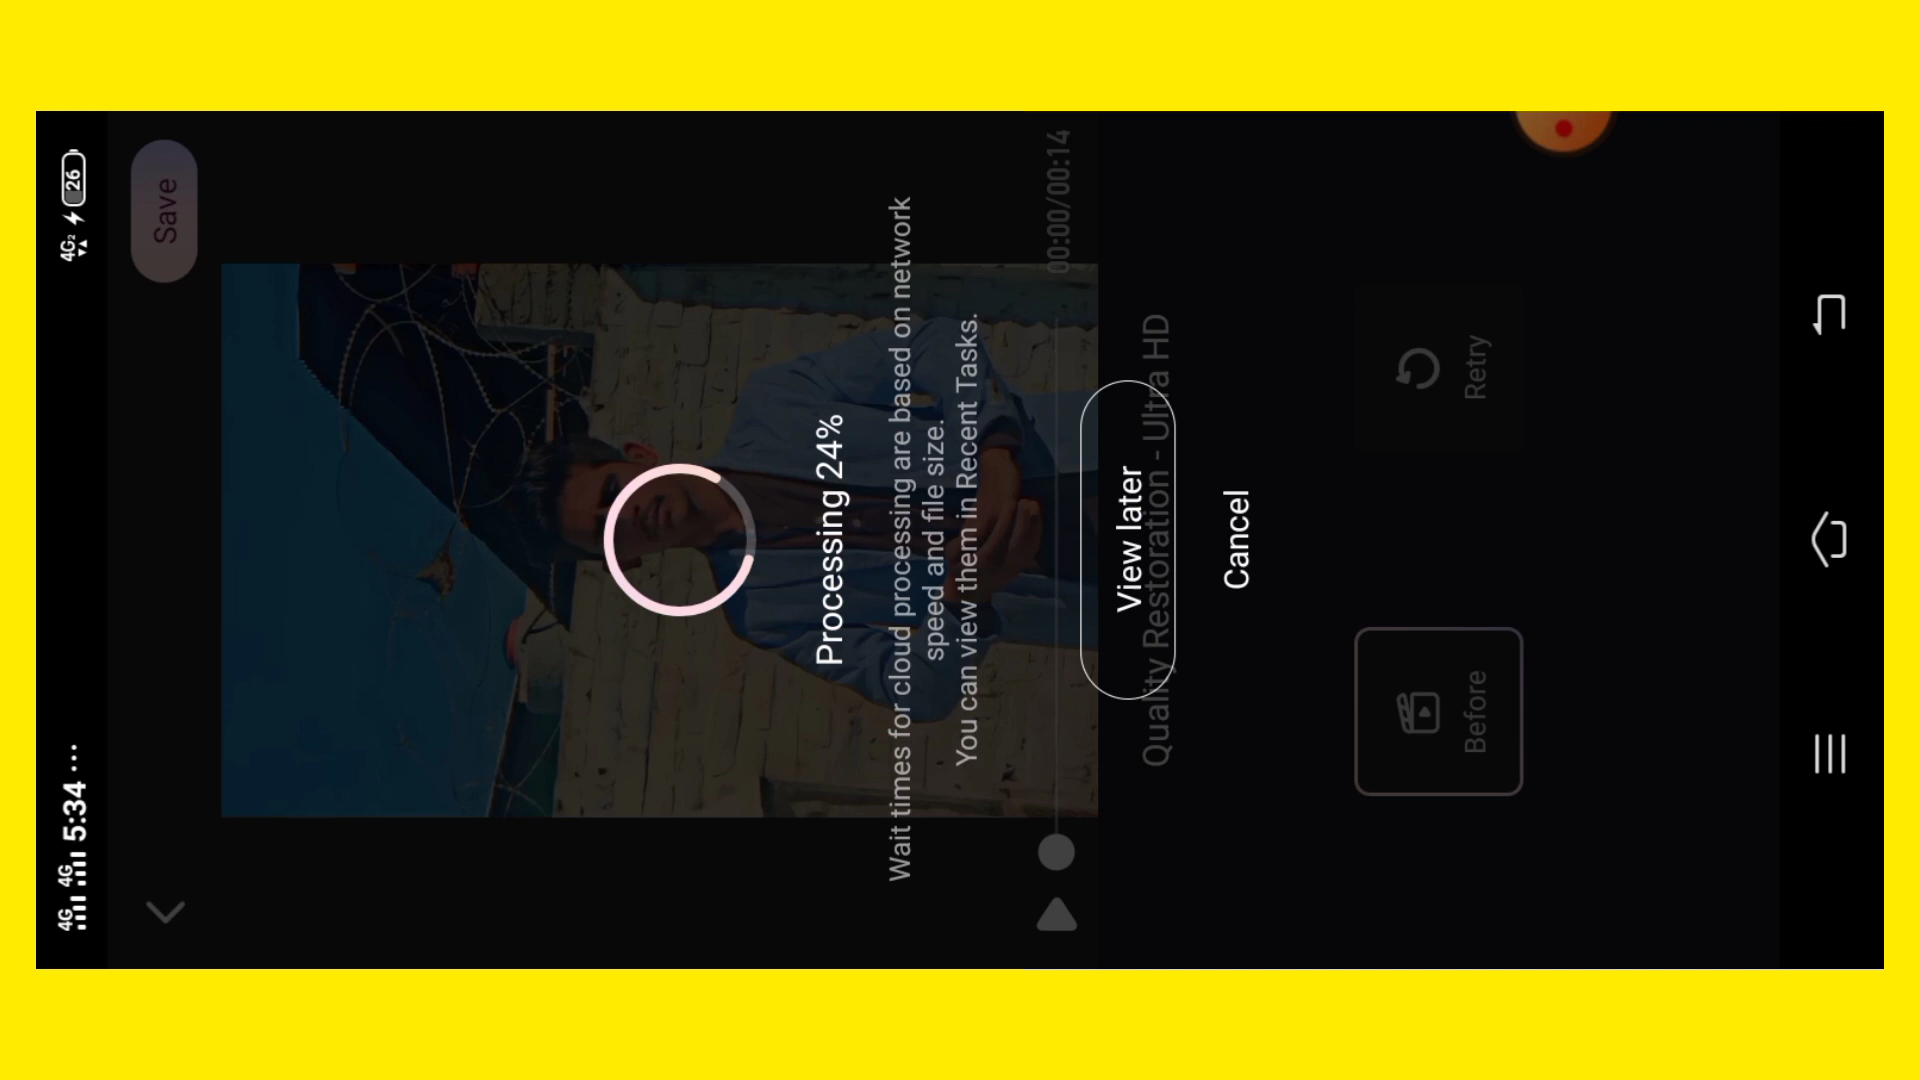 4G 4G 5:34 ...
4G2 26
Save
Processing 24%
Wait times for cloud processing are based on network
speed and file size.
You can view them in Recent Tasks.
00:00/00:14
View later
Quality Restoration - Ultra HD
Cancel
Before
Retry